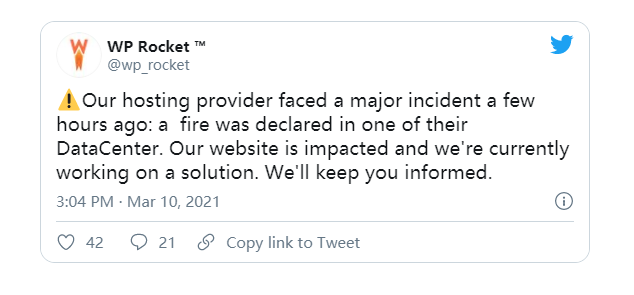 WP Rocket ™
@wp_rocket
⚠️Our hosting provider faced a major incident a few
hours ago: a  fire was declared in one of their
DataCenter. Our website is impacted and we're currently
working on a solution. We'll keep you informed.
3:04 PM · Mar 10, 2021
42 21 Copy link to Tweet